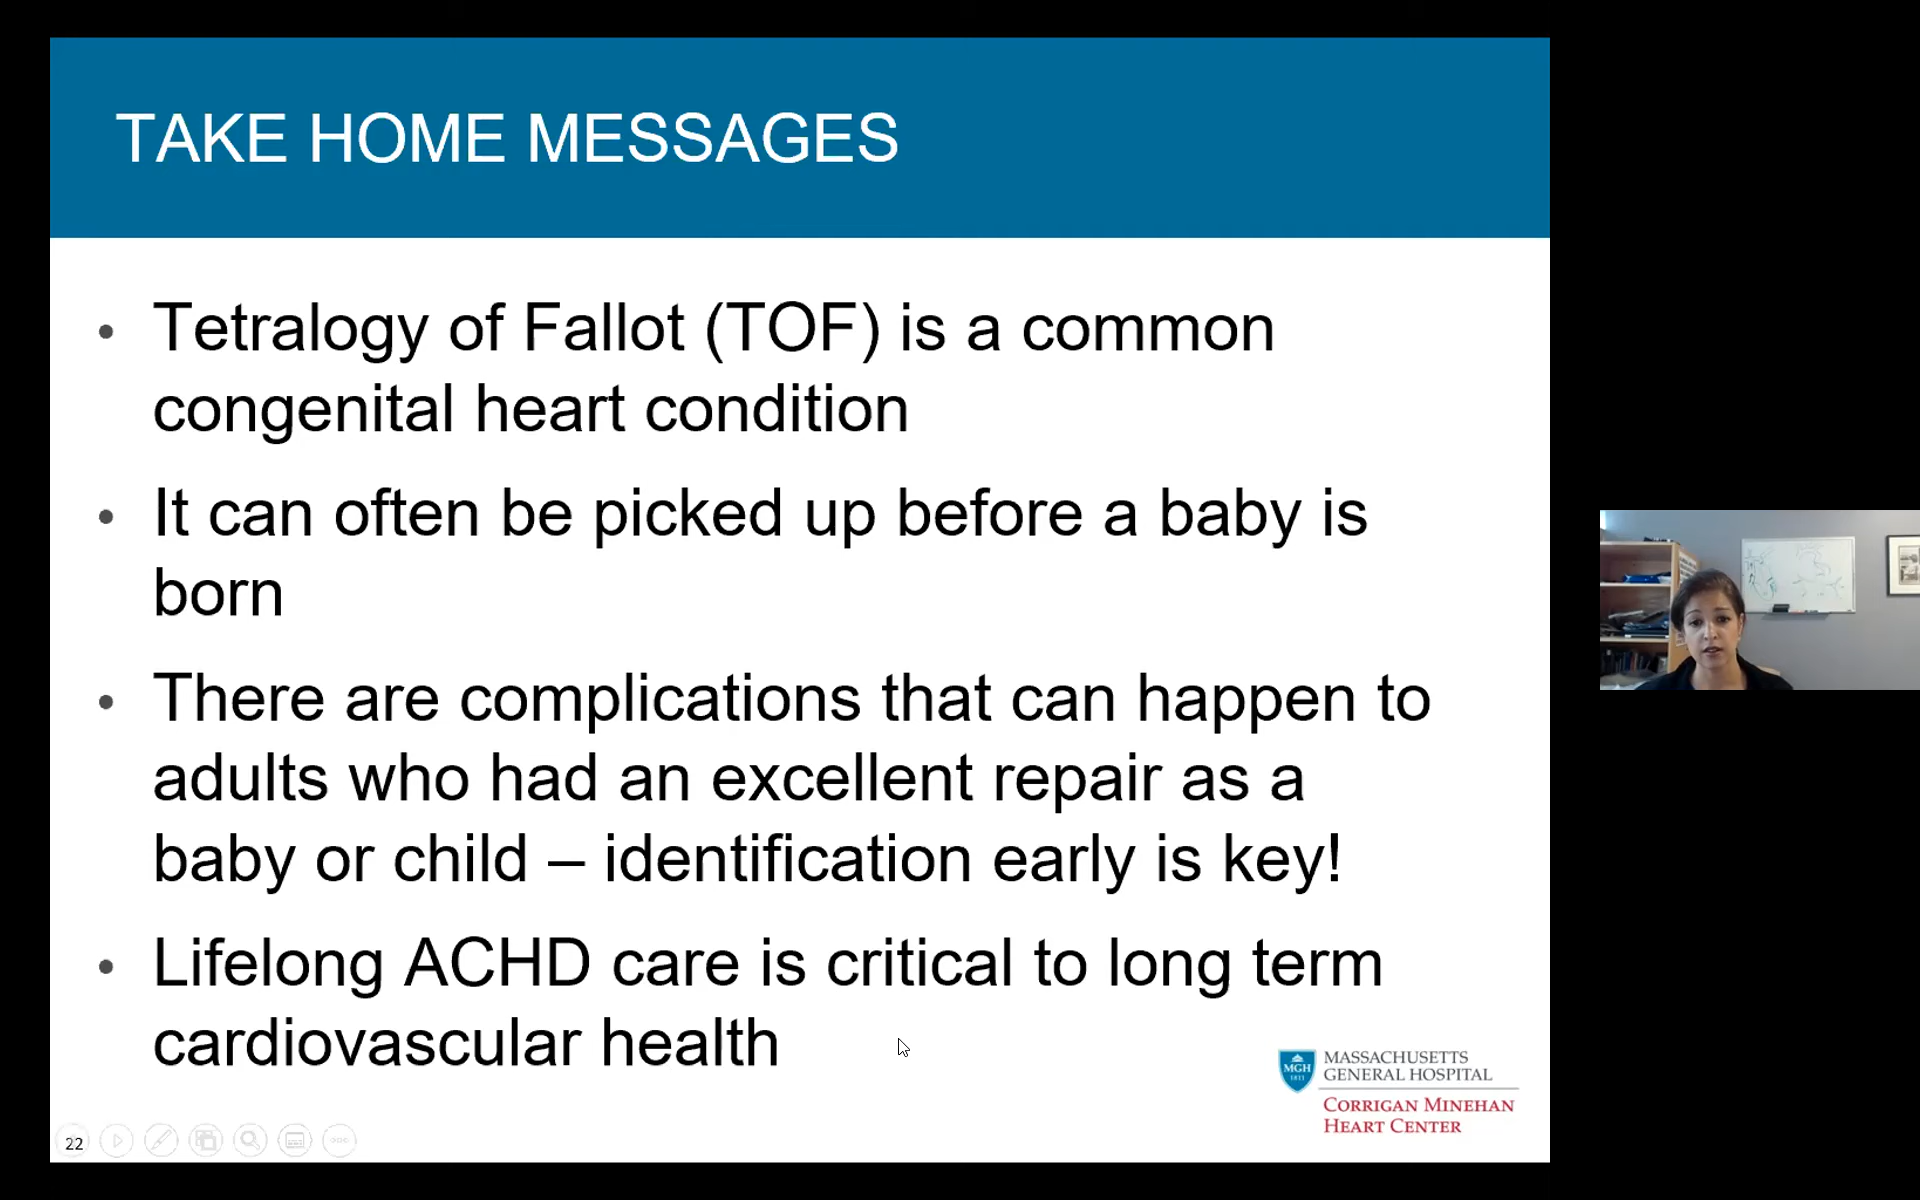 TAKE HOME MESSAGES
• Tetralogy of Fallot (TOF) is a common
congenital heart condition
• It can often be picked up before a baby is
born
• There are complications that can happen to
adults who had an excellent repair as a
baby or child – identification early is key!
• Lifelong ACHD care is critical to long term
cardiovascular health
MGH
1811
MASSACHUSETTS
GENERAL HOSPITAL
CORRIGAN MINEHAN
HEART CENTER
22